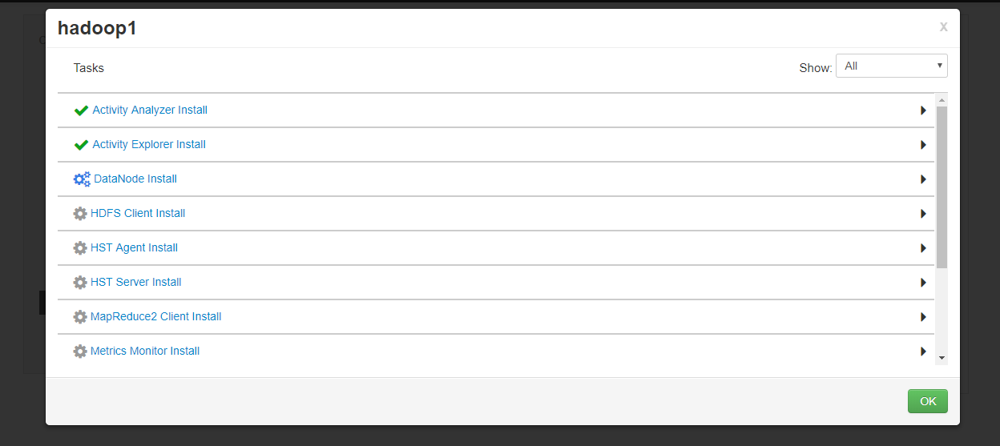 hadoop1
x
Tasks
Show: All
Activity Analyzer Install
Activity Explorer Install
DataNode Install
HDFS Client Install
HST Agent Install
HST Server Install
MapReduce2 Client Install
Metrics Monitor Install
OK